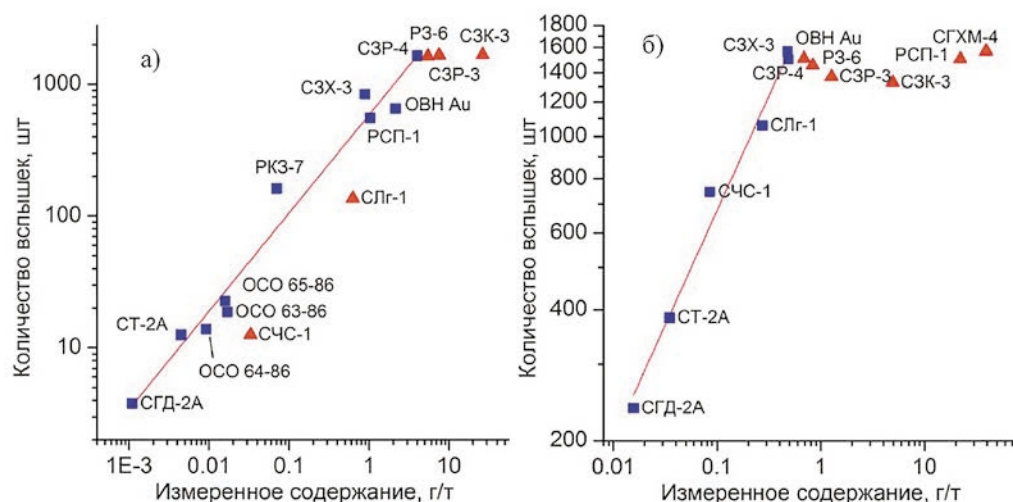 а)
Количество вспышек, шт
1000
100
10
РЗ-6
СЗК-3
СЗР-4
СЗР-3
СЗХ-3
ОВН Au
РСП-1
РКЗ-7
СЛг-1
ОСО 65-86
ОСО 63-86
СТ-2А
СЧС-1
ОСО 64-86
СГД-2А
1E-3
0.01
0.1
1
10
Измеренное содержание, г/т
б)
Количество вспышек, шт
1600
1400
1200
1000
800
600
400
200
СГХМ-4
ОВН Au
РСП-1
СЗХ-3
РЗ-6
СЗР-4
СЗР-3
СЗК-3
СЛг-1
СЧС-1
СТ-2А
СГД-2А
0.01
0.1
1
10
Измеренное содержание, г/т